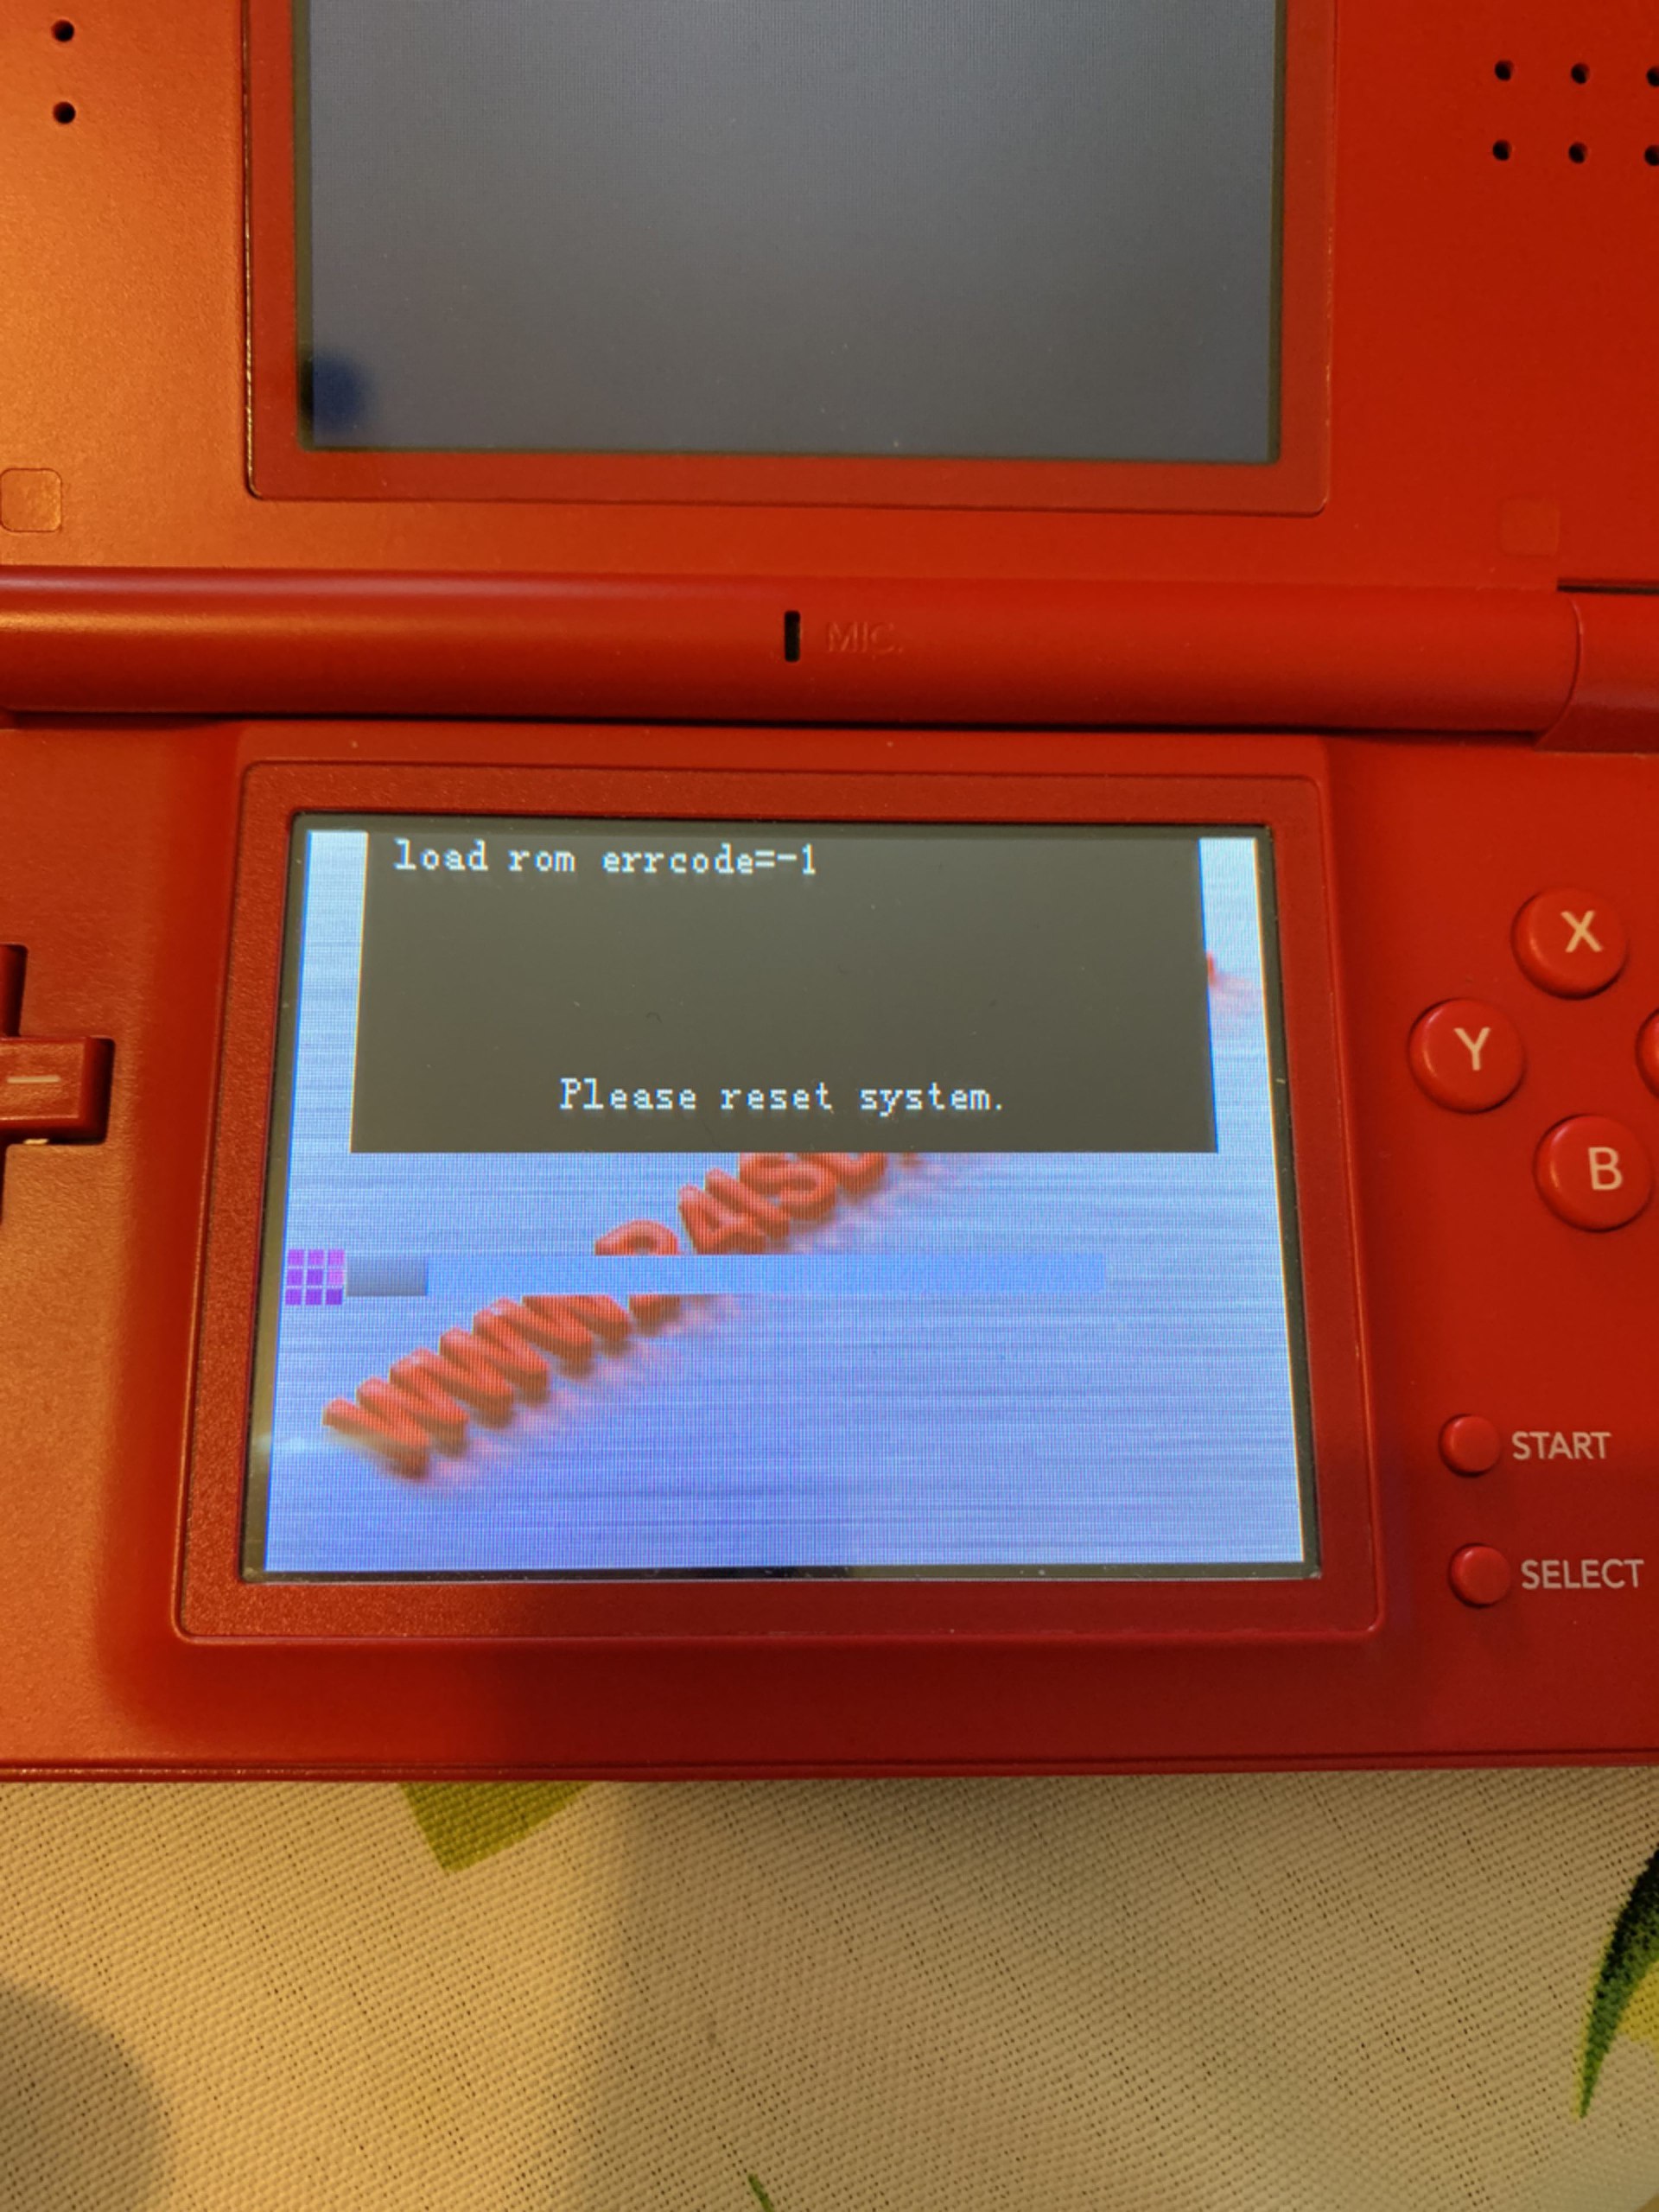 MIC.
load rom errcode=-1
Please reset system.
X
Y
B
START
SELECT